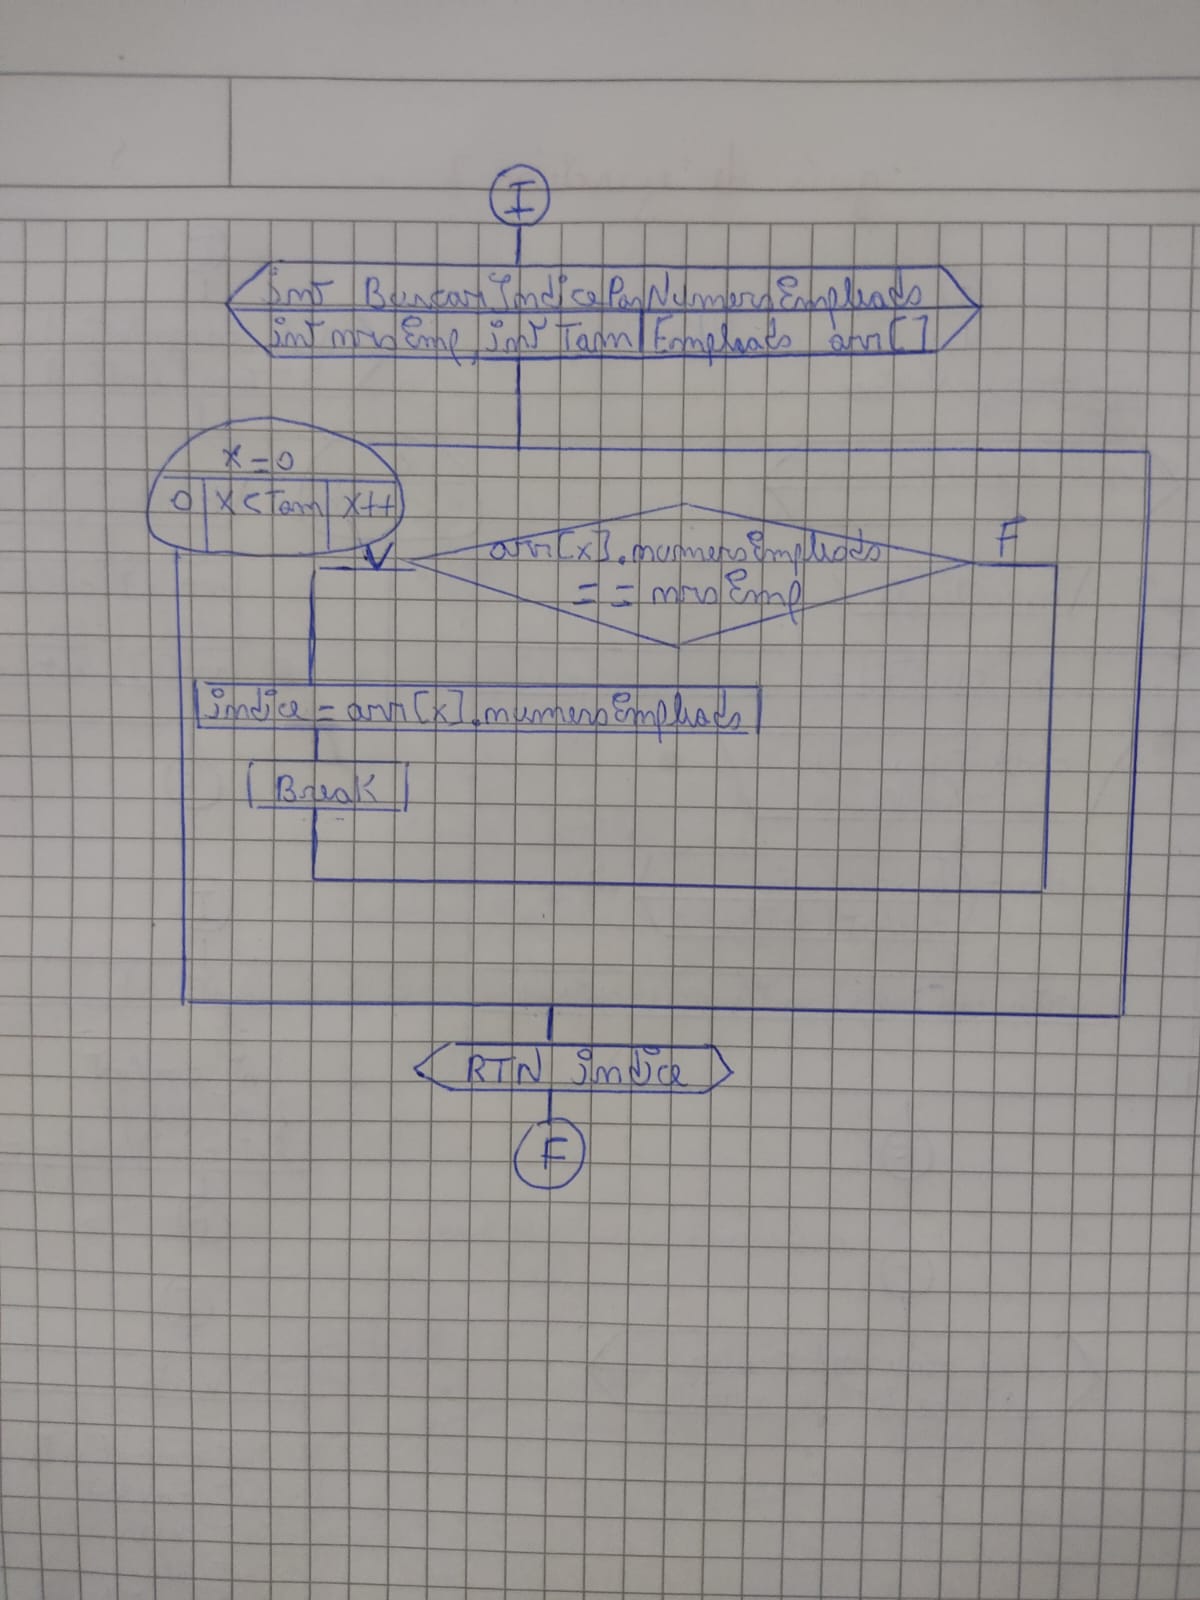 I
int BuscarIndicePorNumeroEmpleado
int nroEmp, int Tam, Empleado arr[]
x=0
0 | x<Tam | x++
arr[x].numeroEmpleado
== nroEmp
V
F
indice = arr[x].numeroEmpleado
Break
RTN indice
F